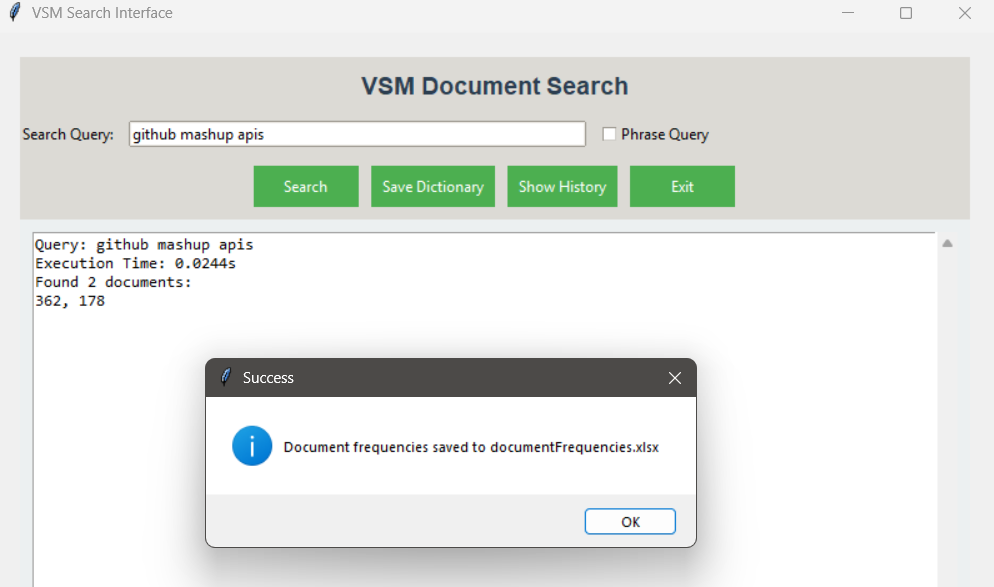 VSM Search Interface
VSM Document Search
Search Query: github mashup apis Phrase Query
Search Save Dictionary Show History Exit
Query: github mashup apis
Execution Time: 0.0244s
Found 2 documents:
362, 178
Success
Document frequencies saved to documentFrequencies.xlsx
OK